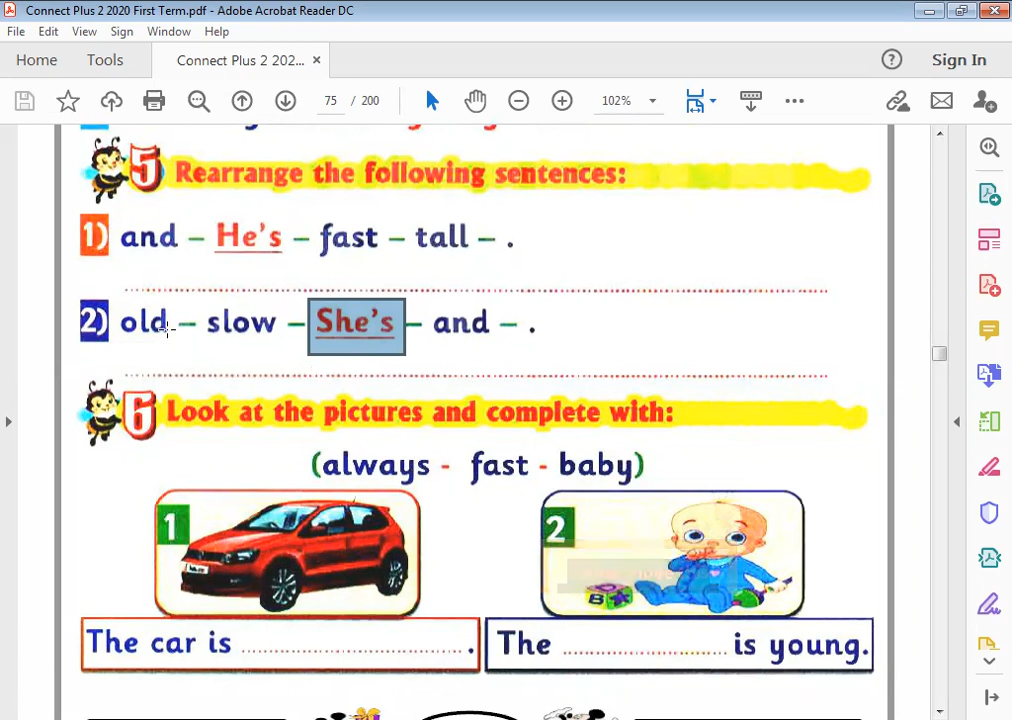 Connect Plus 2 2020 First Term.pdf - Adobe Acrobat Reader DC
File Edit View Sign Window Help
Home Tools Connect Plus 2 202... × ? Sign In
75 / 200 102%
5 Rearrange the following sentences:
1) and – He's – fast – tall – .
2) old – slow – She's – and – .
6 Look at the pictures and complete with:
(always - fast - baby)
1 2
The car is ........................................ .
The .............................. is young.